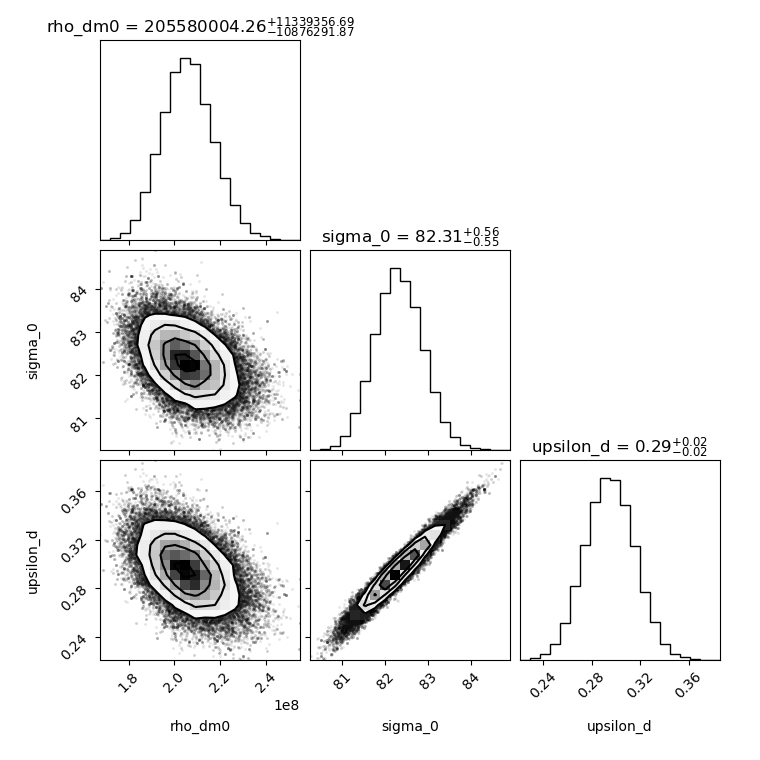 rho_dm0 = 205580004.26+11339356.69 −10876291.87
sigma_0 = 82.31+0.56 −0.55
84
83
82
81
sigma_0
upsilon_d = 0.29+0.02 −0.02
0.36
0.32
0.28
0.24
upsilon_d
1.8 2.0 2.2 2.4
1e8
rho_dm0
81 82 83 84
sigma_0
0.24 0.28 0.32 0.36
upsilon_d